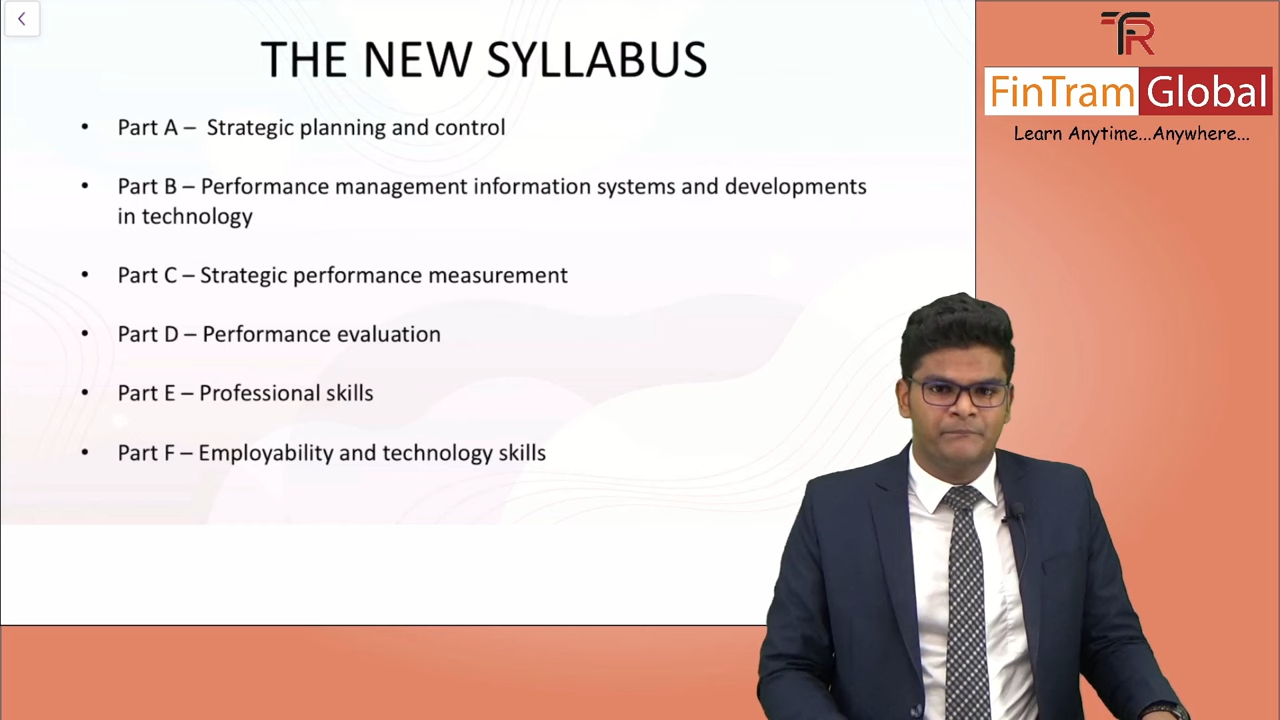 THE NEW SYLLABUS
• Part A – Strategic planning and control
• Part B – Performance management information systems and developments
in technology
• Part C – Strategic performance measurement
• Part D – Performance evaluation
• Part E – Professional skills
• Part F – Employability and technology skills
FinTram Global
Learn Anytime...Anywhere...